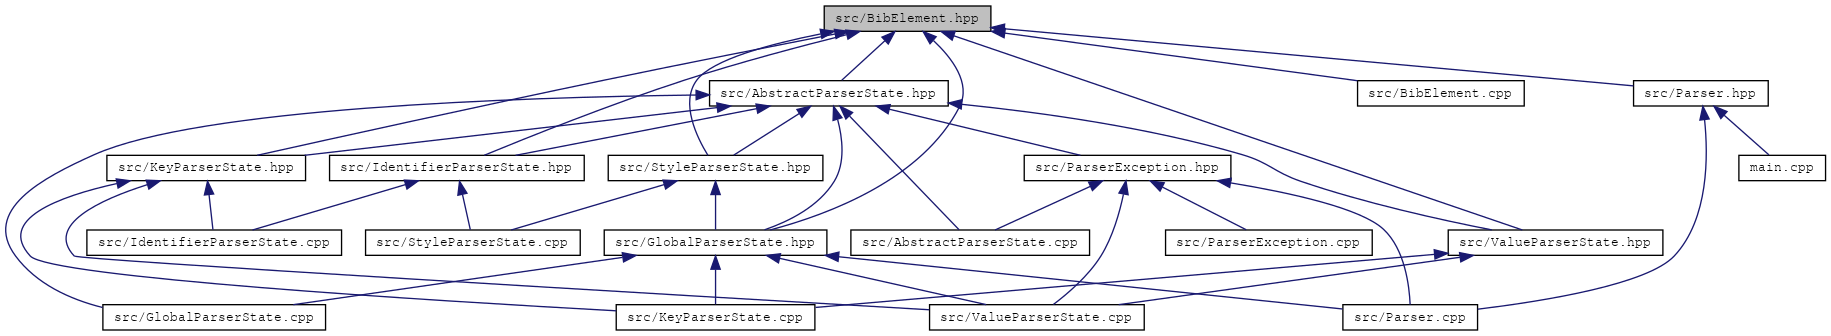 src/BibElement.hpp
src/AbstractParserState.hpp
src/BibElement.cpp
src/Parser.hpp
src/KeyParserState.hpp
src/IdentifierParserState.hpp
src/StyleParserState.hpp
src/ParserException.hpp
main.cpp
src/IdentifierParserState.cpp
src/StyleParserState.cpp
src/GlobalParserState.hpp
src/AbstractParserState.cpp
src/ParserException.cpp
src/ValueParserState.hpp
src/GlobalParserState.cpp
src/KeyParserState.cpp
src/ValueParserState.cpp
src/Parser.cpp